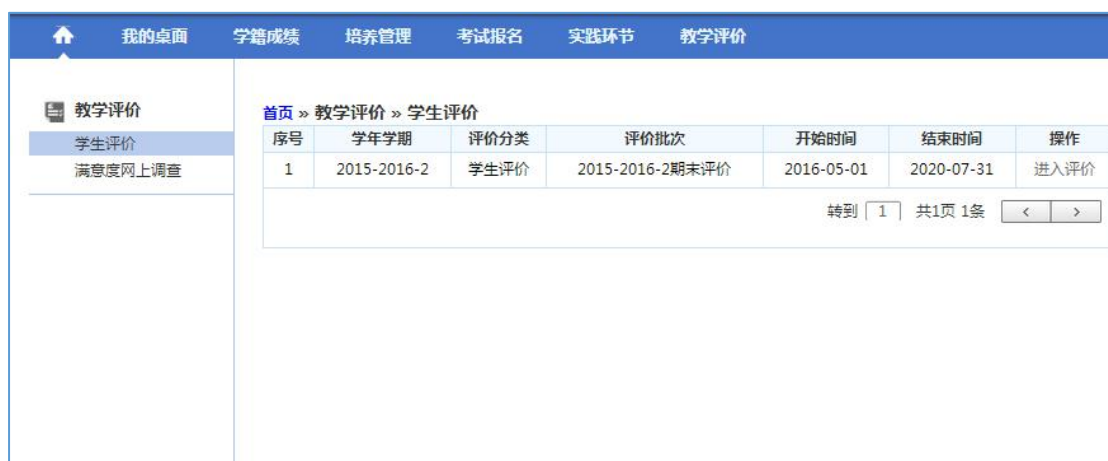 我的桌面 学籍成绩 培养管理 考试报名 实践环节 教学评价
教学评价
学生评价
满意度网上调查
首页 » 教学评价 » 学生评价
序号 学年学期 评价分类 评价批次 开始时间 结束时间 操作
1 2015-2016-2 学生评价 2015-2016-2期末评价 2016-05-01 2020-07-31 进入评价
转到 1 共1页 1条 < >